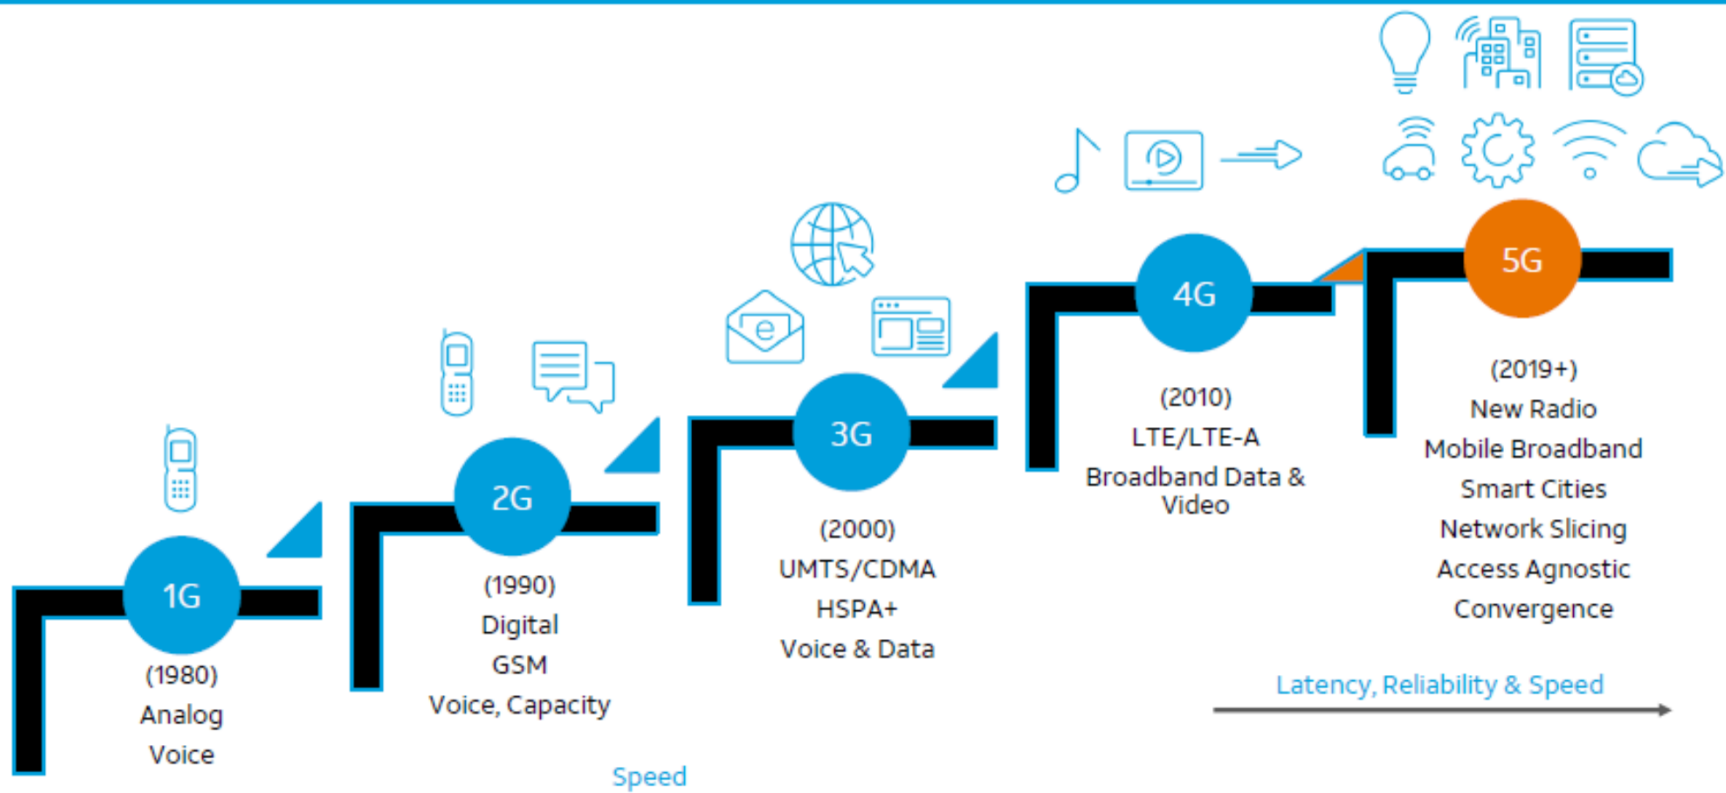 1G
(1980)
Analog
Voice
2G
(1990)
Digital
GSM
Voice, Capacity
e
3G
(2000)
UMTS/CDMA
HSPA+
Voice & Data
4G
(2010)
LTE/LTE-A
Broadband Data &
Video
5G
(2019+)
New Radio
Mobile Broadband
Smart Cities
Network Slicing
Access Agnostic
Convergence
Latency, Reliability & Speed
Speed